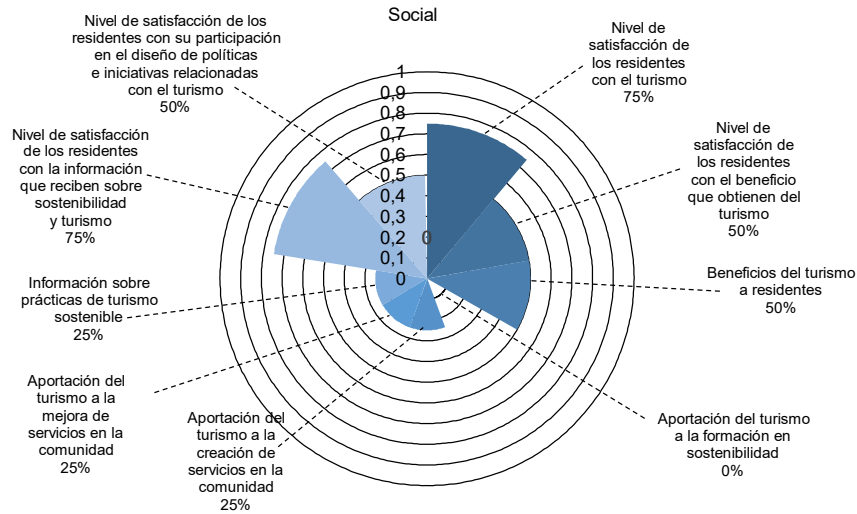 Social
Nivel de
satisfacción de
los residentes
con el turismo
75%
Nivel de
satisfacción de
los residentes
con el beneficio
que obtienen del
turismo
50%
Beneficios del turismo
a residentes
50%
Aportación del turismo
a la formación en
sostenibilidad
0%
Aportación del
turismo a la
creación de
servicios en la
comunidad
25%
Aportación del
turismo a la
mejora de
servicios en la
comunidad
25%
Información sobre
prácticas de turismo
sostenible
25%
Nivel de satisfacción
de los residentes
con la información
que reciben sobre
sostenibilidad
y turismo
75%
Nivel de satisfacción de los
residentes con su participación
en el diseño de políticas
e iniciativas relacionadas
con el turismo
50%
1
0,9
0,8
0,7
0,6
0,5
0,4
0,3
0,2
0,1
0
0